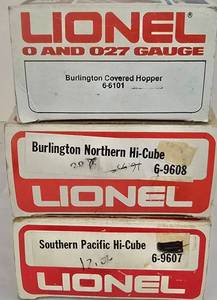 LIONEL
O AND O27 GAUGE
Burlington Covered Hopper
6-6101
Burlington Northern Hi-Cube
6-9608
LIONEL
Southern Pacific Hi-Cube
6-9607
LIONEL